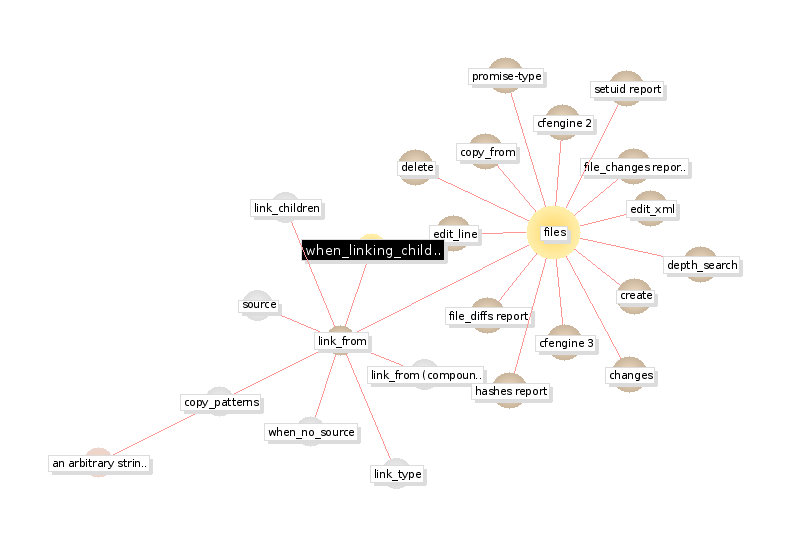 promise-type
setuid report
cfengine 2
copy_from
file_changes repor..
delete
link_children
edit_xml
files
edit_line
when_linking_child..
depth_search
create
source
file_diffs report
link_from
cfengine 3
link_from (compoun..
changes
hashes report
copy_patterns
when_no_source
an arbitrary strin..
link_type